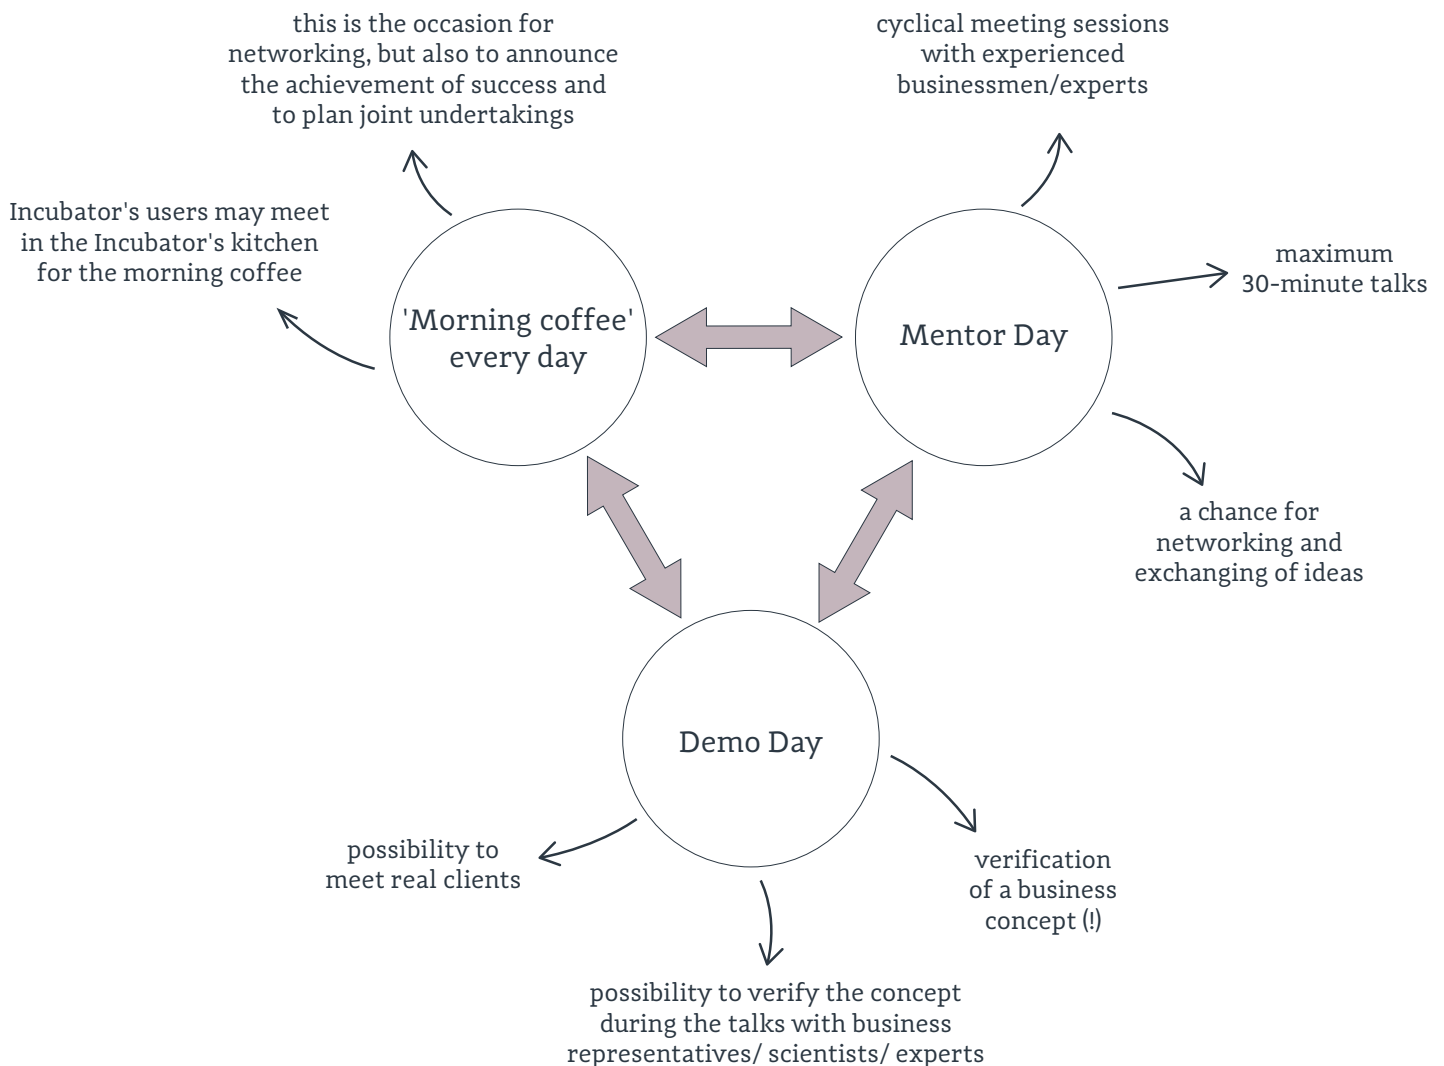 this is the occasion for
networking, but also to announce
the achievement of success and
to plan joint undertakings
cyclical meeting sessions
with experienced
businessmen/experts
Incubator's users may meet
in the Incubator's kitchen
for the morning coffee
maximum
30-minute talks
'Morning coffee'
every day
Mentor Day
a chance for
networking and
exchanging of ideas
Demo Day
possibility to
meet real clients
verification
of a business
concept (!)
possibility to verify the concept
during the talks with business
representatives/ scientists/ experts